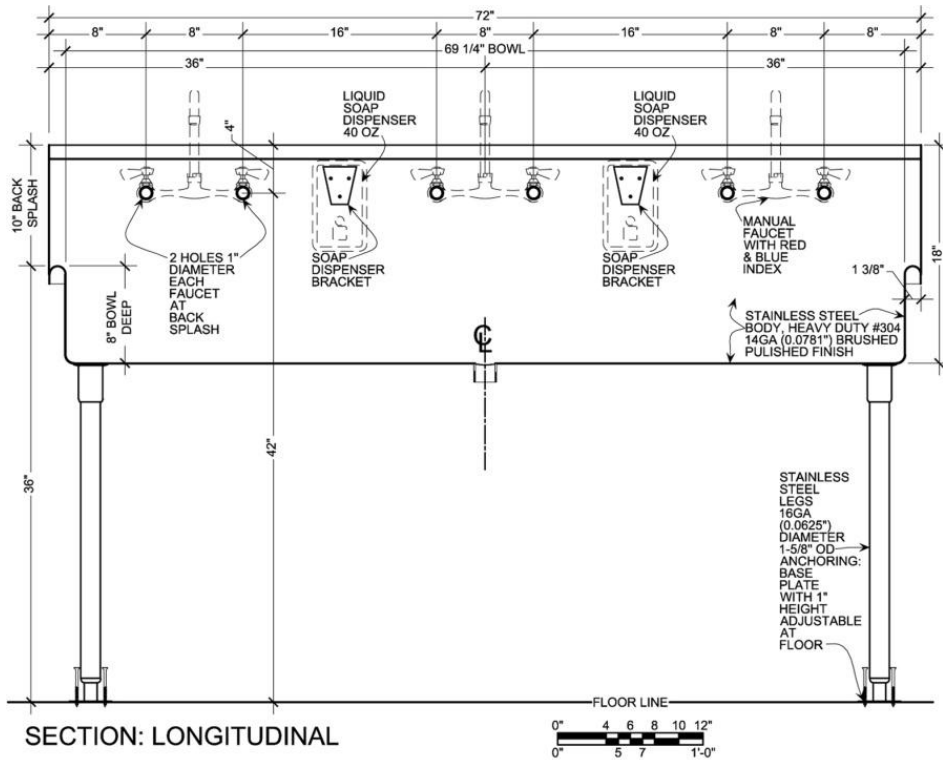 72"
8"
8"
16"
8"
16"
8"
8"
69 1/4" BOWL
36"
36"
LIQUID
SOAP
DISPENSER
40 OZ
LIQUID
SOAP
DISPENSER
40 OZ
4"
10" BACK
SPLASH
2 HOLES 1"
DIAMETER
EACH
FAUCET
AT
BACK
SPLASH
SOAP
DISPENSER
BRACKET
SOAP
DISPENSER
BRACKET
MANUAL
FAUCET
WITH RED
& BLUE
INDEX
18"
1 3/8"
8" BOWL
DEEP
CL
STAINLESS STEEL
BODY, HEAVY DUTY #304
14GA (0.0781") BRUSHED
PULISHED FINISH
36"
42"
STAINLESS
STEEL
LEGS
16GA
(0.0625")
DIAMETER
1-5/8" OD
ANCHORING:
BASE
PLATE
WITH 1"
HEIGHT
ADJUSTABLE
AT
FLOOR
FLOOR LINE
SECTION: LONGITUDINAL
0" 4 6 8 10 12"
0" 5 7 1'-0"